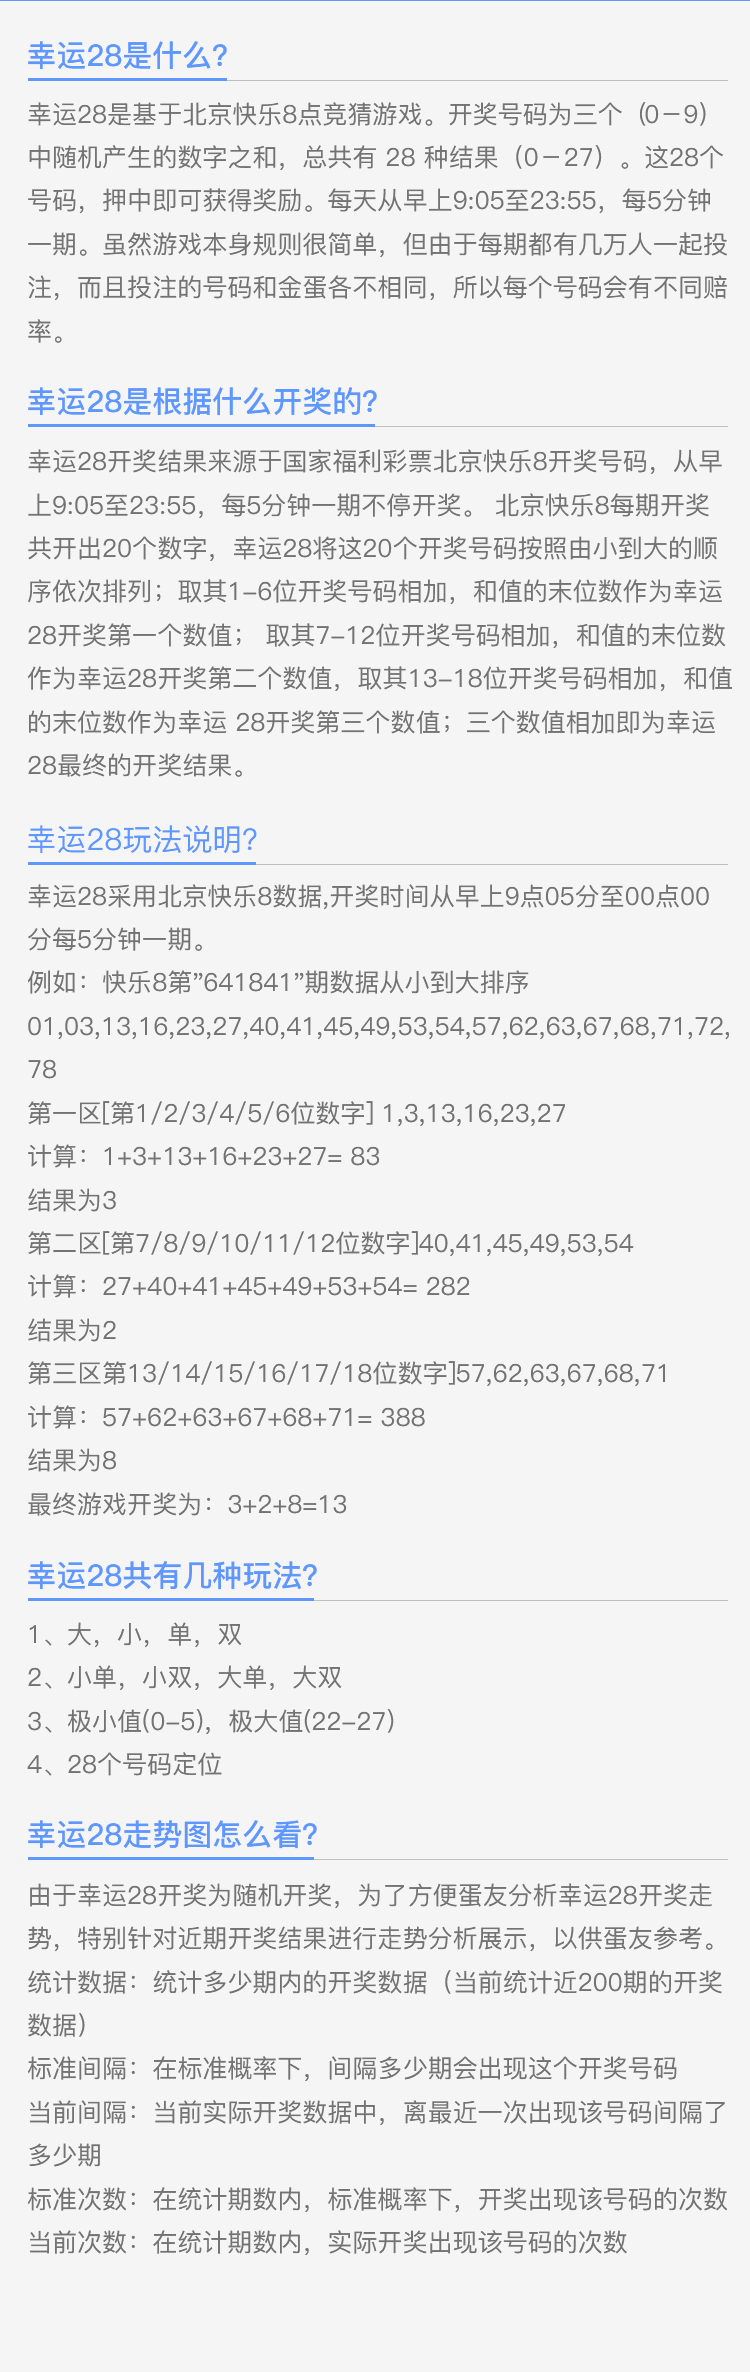 幸运28是什么?
幸运28是基于北京快乐8点竞猜游戏。开奖号码为三个（0－9）
中随机产生的数字之和，总共有 28 种结果（0－27）。这28个
号码，押中即可获得奖励。每天从早上9:05至23:55，每5分钟
一期。虽然游戏本身规则很简单，但由于每期都有几万人一起投
注，而且投注的号码和金蛋各不相同，所以每个号码会有不同赔
率。
幸运28是根据什么开奖的?
幸运28开奖结果来源于国家福利彩票北京快乐8开奖号码，从早
上9:05至23:55，每5分钟一期不停开奖。 北京快乐8每期开奖
共开出20个数字，幸运28将这20个开奖号码按照由小到大的顺
序依次排列；取其1-6位开奖号码相加，和值的末位数作为幸运
28开奖第一个数值； 取其7-12位开奖号码相加，和值的末位数
作为幸运28开奖第二个数值，取其13-18位开奖号码相加，和值
的末位数作为幸运 28开奖第三个数值；三个数值相加即为幸运
28最终的开奖结果。
幸运28玩法说明?
幸运28采用北京快乐8数据,开奖时间从早上9点05分至00点00
分每5分钟一期。
例如：快乐8第”641841”期数据从小到大排序
01,03,13,16,23,27,40,41,45,49,53,54,57,62,63,67,68,71,72,
78
第一区[第1/2/3/4/5/6位数字] 1,3,13,16,23,27
计算：1+3+13+16+23+27= 83
结果为3
第二区[第7/8/9/10/11/12位数字]40,41,45,49,53,54
计算：27+40+41+45+49+53+54= 282
结果为2
第三区第13/14/15/16/17/18位数字]57,62,63,67,68,71
计算：57+62+63+67+68+71= 388
结果为8
最终游戏开奖为：3+2+8=13
幸运28共有几种玩法?
1、大，小，单，双
2、小单，小双，大单，大双
3、极小值(0-5)，极大值(22-27)
4、28个号码定位
幸运28走势图怎么看?
由于幸运28开奖为随机开奖，为了方便蛋友分析幸运28开奖走
势，特别针对近期开奖结果进行走势分析展示，以供蛋友参考。
统计数据：统计多少期内的开奖数据（当前统计近200期的开奖
数据）
标准间隔：在标准概率下，间隔多少期会出现这个开奖号码
当前间隔：当前实际开奖数据中，离最近一次出现该号码间隔了
多少期
标准次数：在统计期数内，标准概率下，开奖出现该号码的次数
当前次数：在统计期数内，实际开奖出现该号码的次数